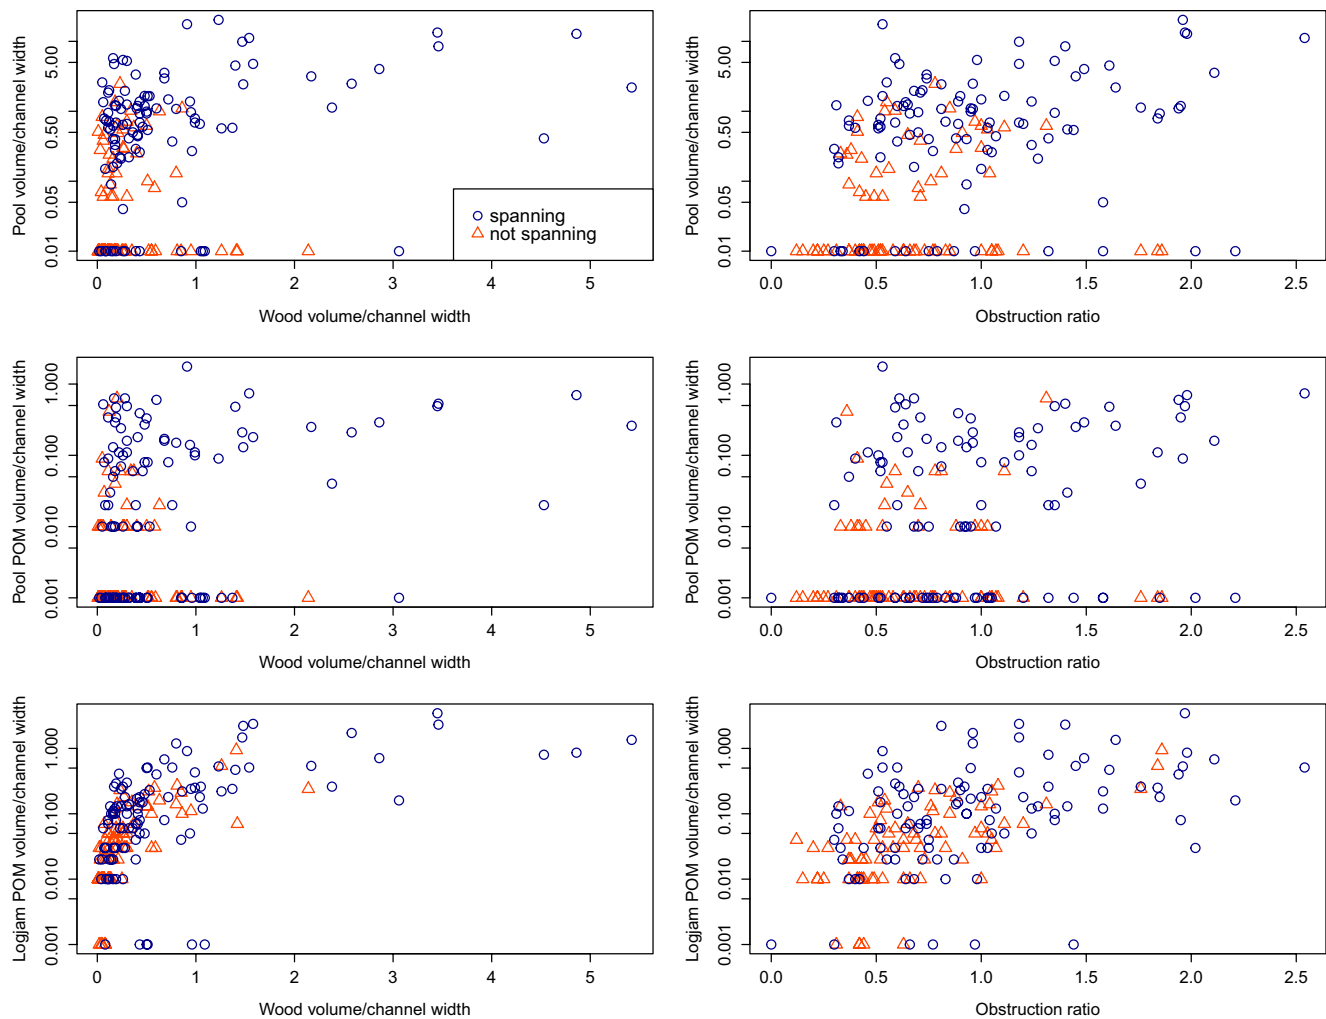 Pool volume/channel width
5.00
0.50
0.05
0.01
spanning
not spanning
0 1 2 3 4 5
Wood volume/channel width
Pool volume/channel width
5.00
0.50
0.05
0.01
0.0 0.5 1.0 1.5 2.0 2.5
Obstruction ratio
Pool POM volume/channel width
1.000
0.100
0.010
0.001
0 1 2 3 4 5
Wood volume/channel width
Pool POM volume/channel width
1.000
0.100
0.010
0.001
0.0 0.5 1.0 1.5 2.0 2.5
Obstruction ratio
Logjam POM volume/channel width
1.000
0.100
0.010
0.001
0 1 2 3 4 5
Wood volume/channel width
Logjam POM volume/channel width
1.000
0.100
0.010
0.001
0.0 0.5 1.0 1.5 2.0 2.5
Obstruction ratio